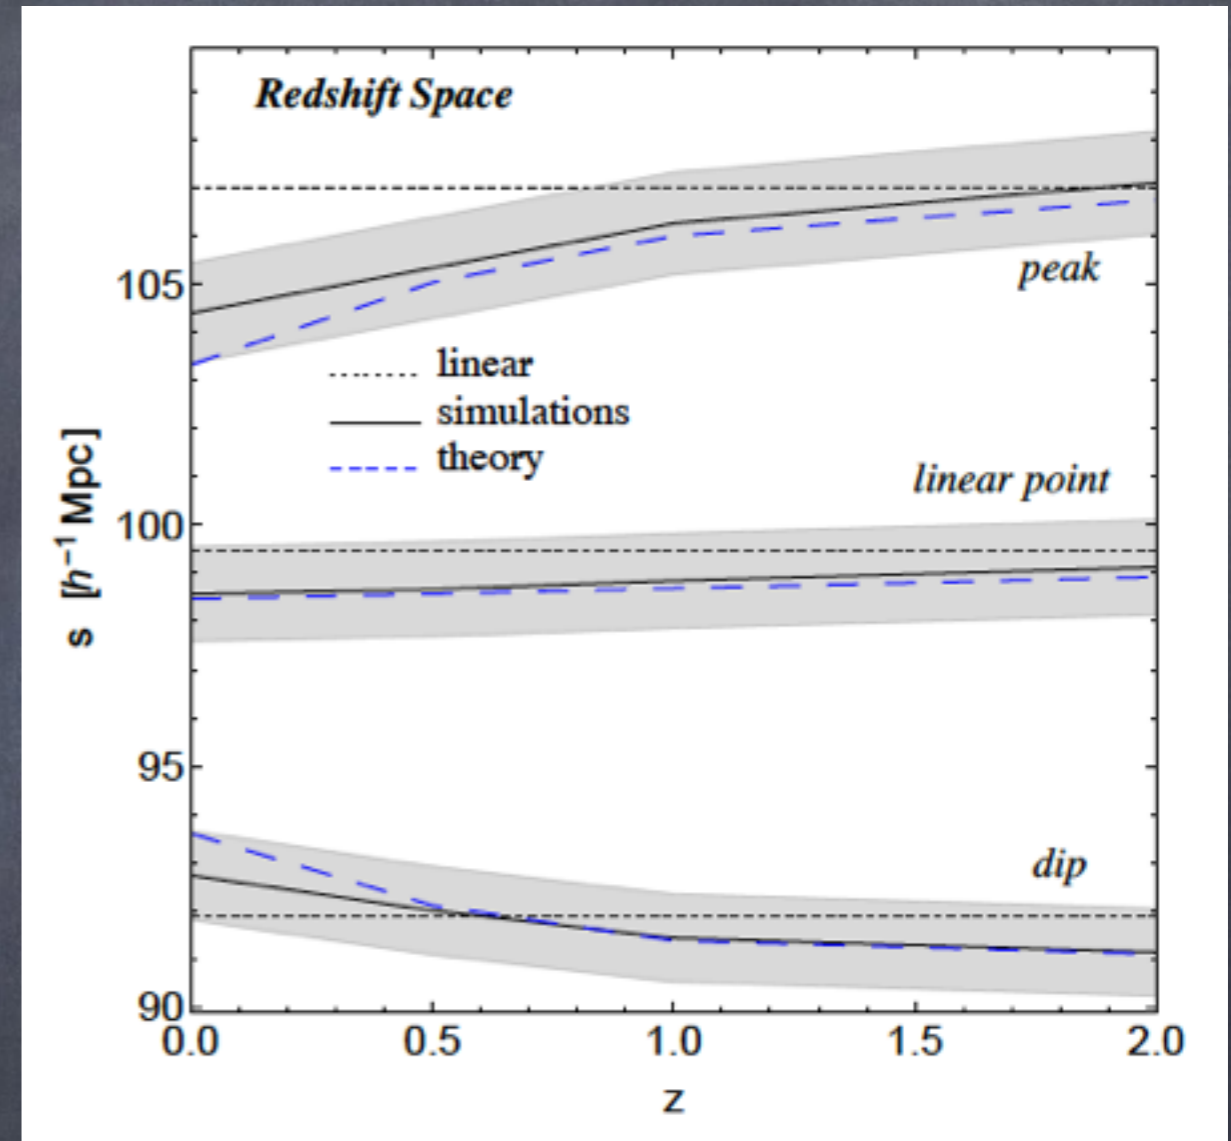 Redshift Space
105
peak
linear
simulations
theory
s [h⁻¹ Mpc]
linear point
100
95
dip
90
0.0 0.5 1.0 1.5 2.0
z